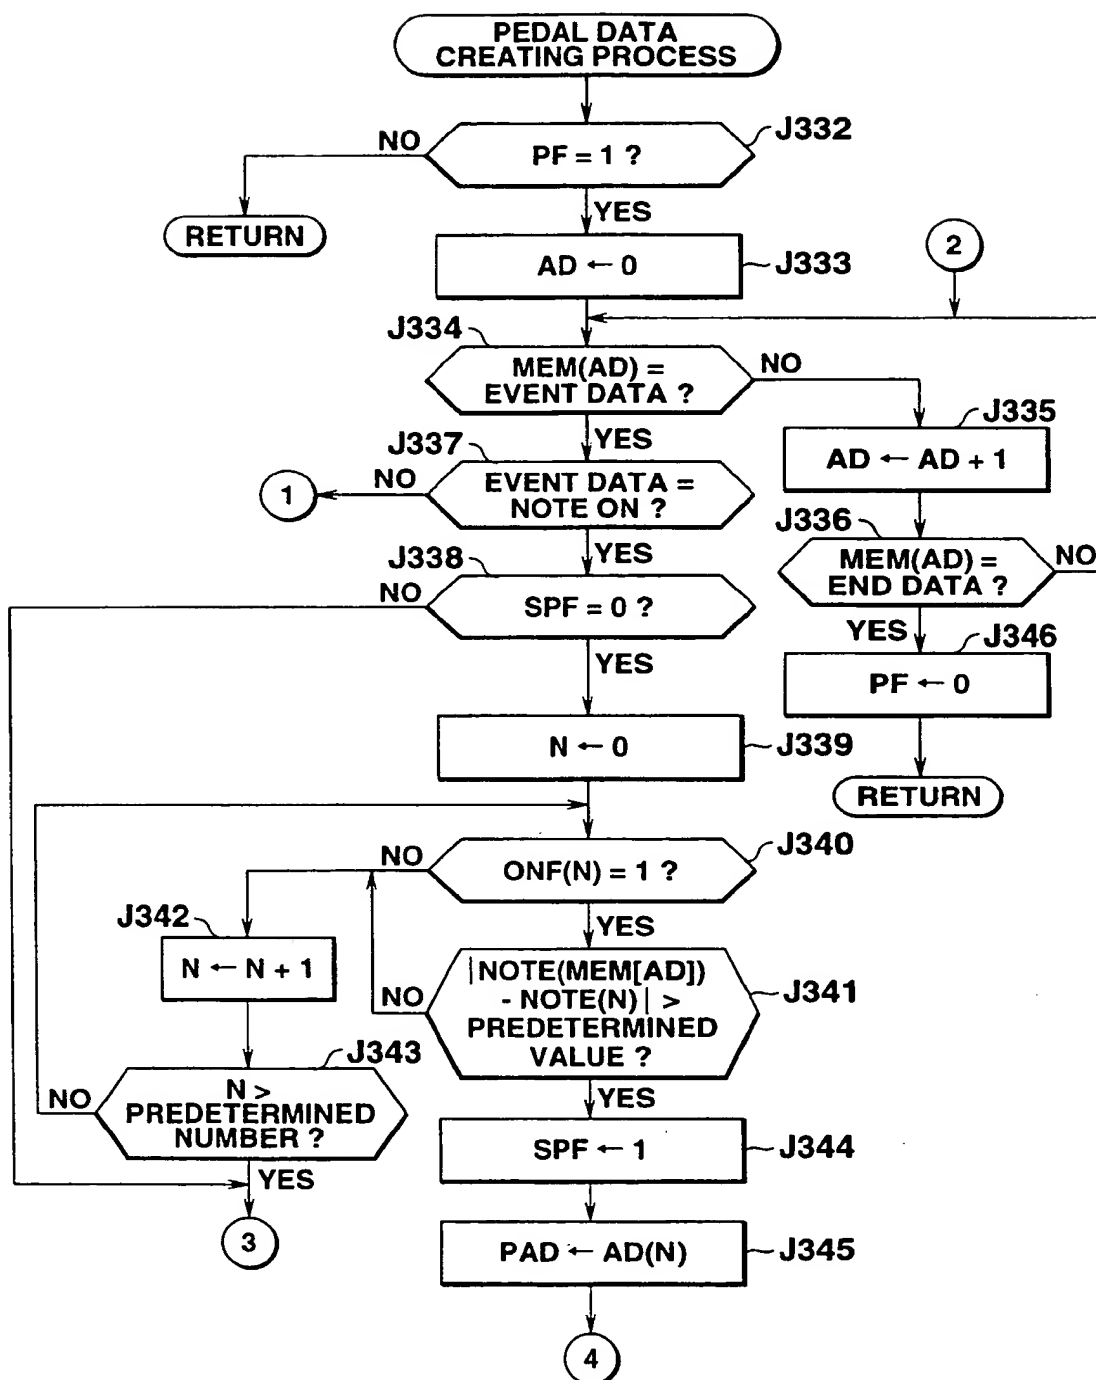 PEDAL DATA
CREATING PROCESS
J332
NO
PF = 1 ?
YES
RETURN
AD ← 0
J333
2
J334
MEM(AD) =
EVENT DATA ?
NO
YES
J335
AD ← AD + 1
J337
1
NO
EVENT DATA =
NOTE ON ?
YES
J336
MEM(AD) =
END DATA ?
NO
YES
J338
NO
SPF = 0 ?
YES
J346
PF ← 0
N ← 0
J339
RETURN
J340
NO
ONF(N) = 1 ?
YES
J342
N ← N + 1
|NOTE(MEM[AD])
- NOTE(N)| >
PREDETERMINED
VALUE ?
J341
NO
YES
J343
NO
N >
PREDETERMINED
NUMBER ?
YES
3
SPF ← 1
J344
PAD ← AD(N)
J345
4